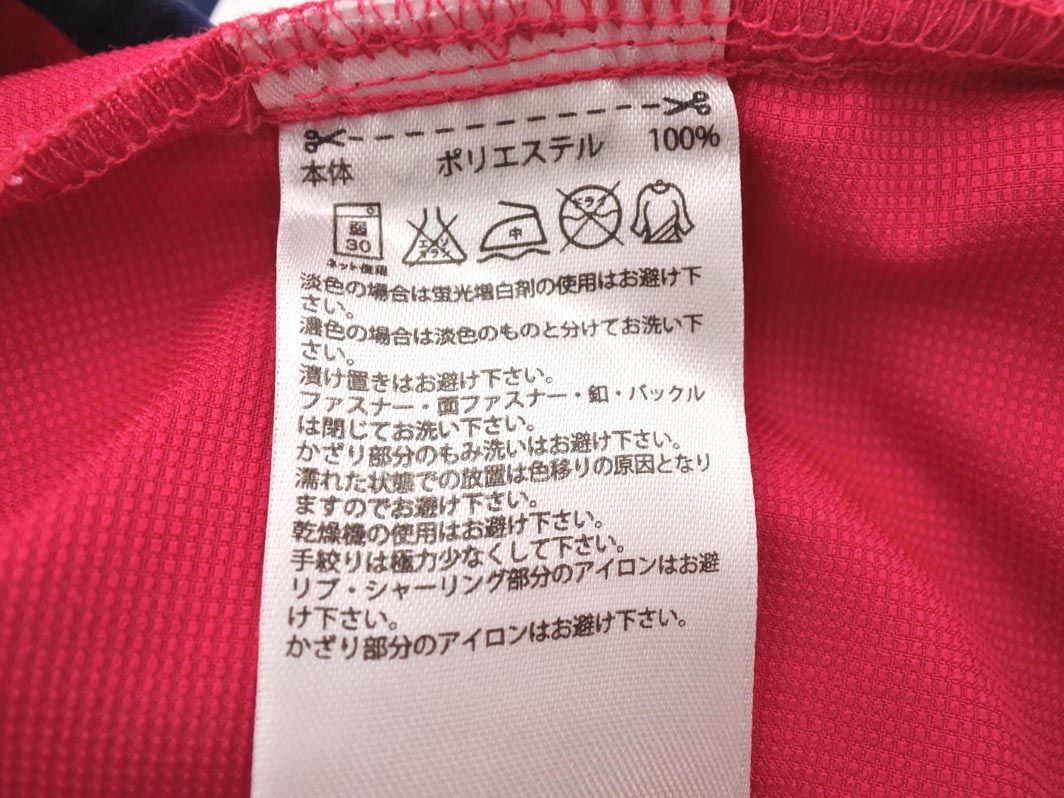 本体 ポリエステル 100%
弱
30
ネット使用
エンソ
サラシ
中
ドライ
淡色の場合は蛍光増白剤の使用はお避け下
さい。
濃色の場合は淡色のものと分けてお洗い下
さい。
漬け置きはお避け下さい。
ファスナー・面ファスナー・釦・バックル
は閉じてお洗い下さい。
かざり部分のもみ洗いはお避け下さい。
濡れた状態での放置は色移りの原因となり
ますのでお避け下さい。
乾燥機の使用はお避け下さい。
手絞りは極力少なくして下さい。
リブ・シャーリング部分のアイロンはお避
け下さい。
かざり部分のアイロンはお避け下さい。